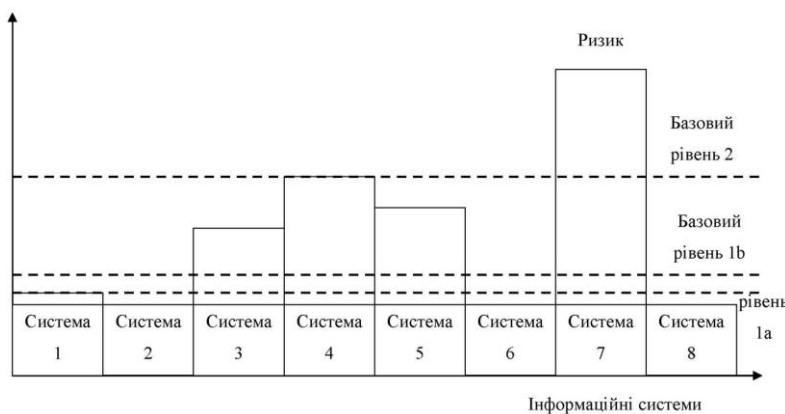 Ризик
Базовий
рівень 2
Базовий
рівень 1b
рівень
1a
Система
1
Система
2
Система
3
Система
4
Система
5
Система
6
Система
7
Система
8
Інформаційні системи